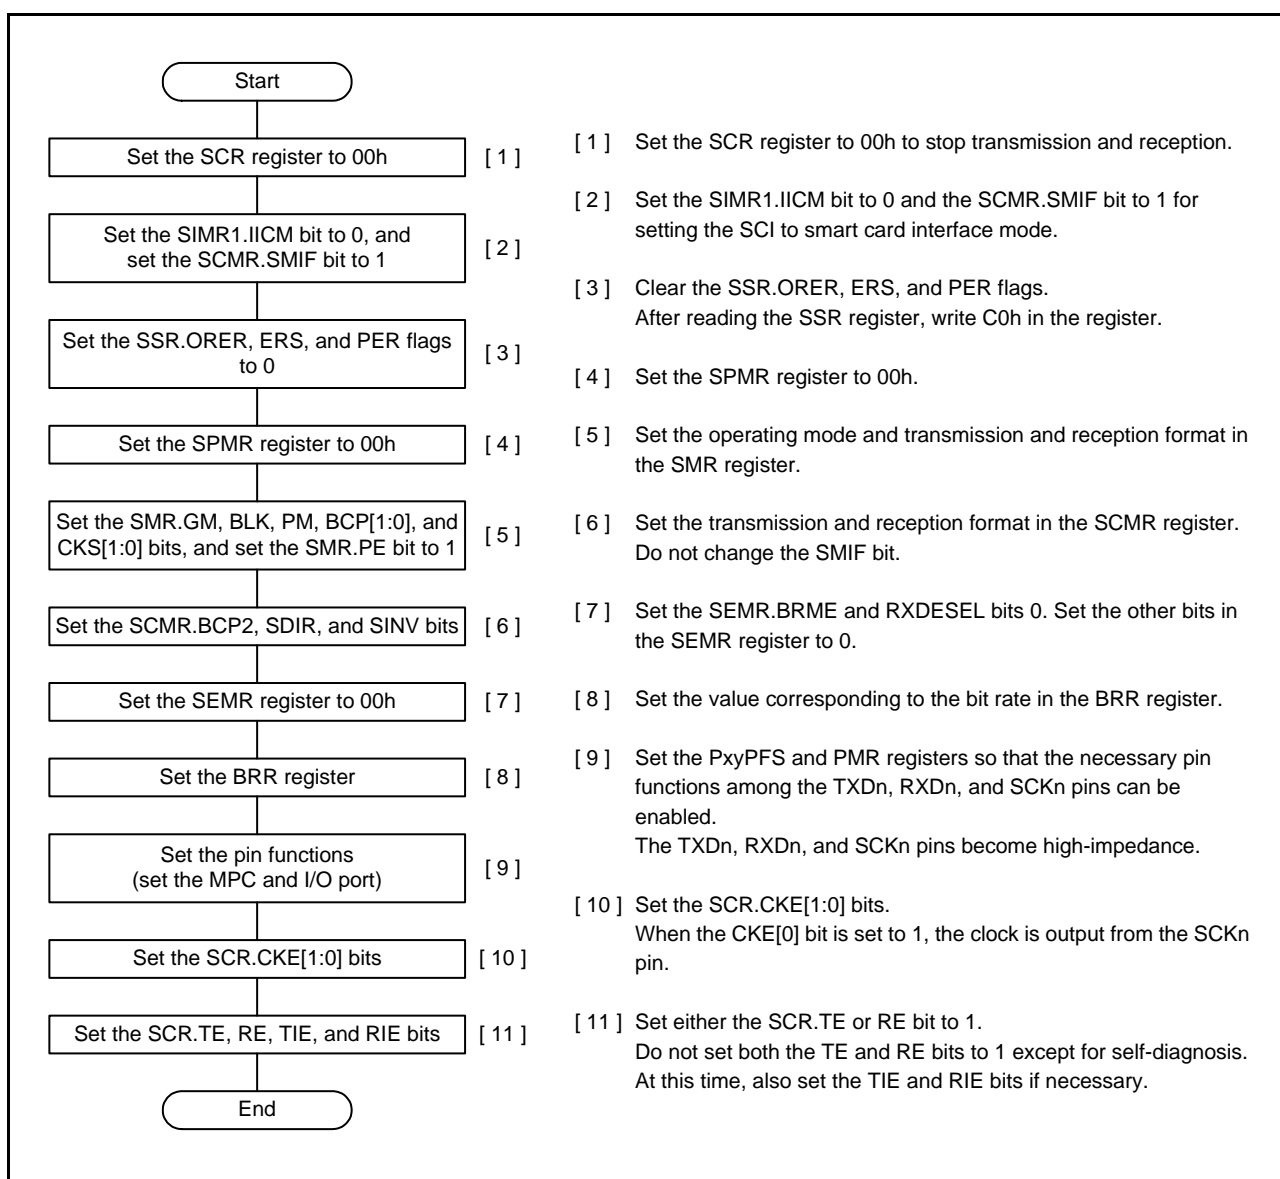 Start
Set the SCR register to 00h
[ 1 ]
Set the SIMR1.IICM bit to 0, and
set the SCMR.SMIF bit to 1
[ 2 ]
Set the SSR.ORER, ERS, and PER flags
to 0
[ 3 ]
Set the SPMR register to 00h
[ 4 ]
Set the SMR.GM, BLK, PM, BCP[1:0], and
CKS[1:0] bits, and set the SMR.PE bit to 1
[ 5 ]
Set the SCMR.BCP2, SDIR, and SINV bits
[ 6 ]
Set the SEMR register to 00h
[ 7 ]
Set the BRR register
[ 8 ]
Set the pin functions
(set the MPC and I/O port)
[ 9 ]
Set the SCR.CKE[1:0] bits
[ 10 ]
Set the SCR.TE, RE, TIE, and RIE bits
[ 11 ]
End
[ 1 ] Set the SCR register to 00h to stop transmission and reception.
[ 2 ] Set the SIMR1.IICM bit to 0 and the SCMR.SMIF bit to 1 for
setting the SCI to smart card interface mode.
[ 3 ] Clear the SSR.ORER, ERS, and PER flags.
After reading the SSR register, write C0h in the register.
[ 4 ] Set the SPMR register to 00h.
[ 5 ] Set the operating mode and transmission and reception format in
the SMR register.
[ 6 ] Set the transmission and reception format in the SCMR register.
Do not change the SMIF bit.
[ 7 ] Set the SEMR.BRME and RXDESEL bits 0. Set the other bits in
the SEMR register to 0.
[ 8 ] Set the value corresponding to the bit rate in the BRR register.
[ 9 ] Set the PxyPFS and PMR registers so that the necessary pin
functions among the TXDn, RXDn, and SCKn pins can be
enabled.
The TXDn, RXDn, and SCKn pins become high-impedance.
[ 10 ] Set the SCR.CKE[1:0] bits.
When the CKE[0] bit is set to 1, the clock is output from the SCKn
pin.
[ 11 ] Set either the SCR.TE or RE bit to 1.
Do not set both the TE and RE bits to 1 except for self-diagnosis.
At this time, also set the TIE and RIE bits if necessary.